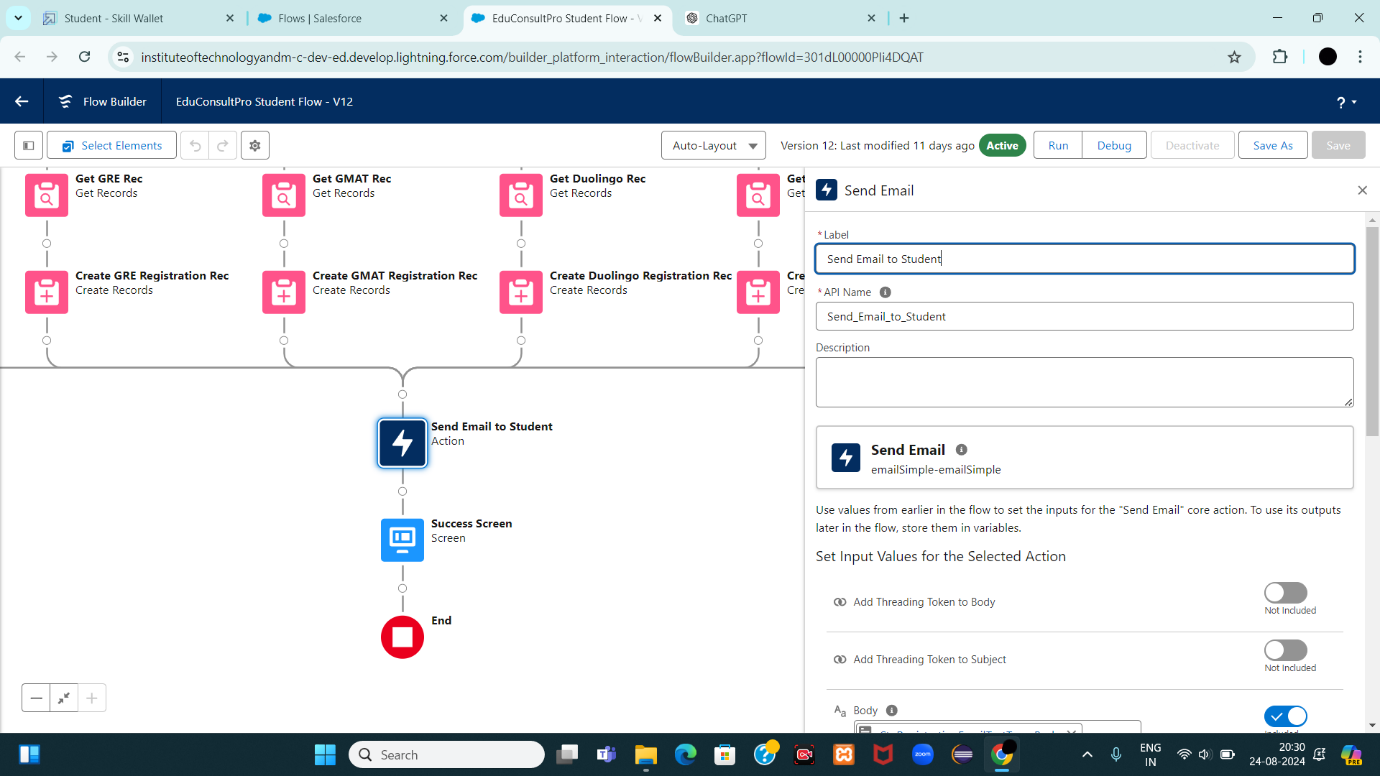 Student - Skill Wallet
Flows | Salesforce
EduConsultPro Student Flow - V
ChatGPT
instituteoftechnologyandm-c-dev-ed.develop.lightning.force.com/builder_platform_interaction/flowBuilder.app?flowId=301dL00000PIi4DQAT
Flow Builder
EduConsultPro Student Flow - V12
?
Select Elements
Auto-Layout
Version 12: Last modified 11 days ago
Active
Run
Debug
Deactivate
Save As
Save
Get GRE Rec
Get Records
Get GMAT Rec
Get Records
Get Duolingo Rec
Get Records
Get
Get
Create GRE Registration Rec
Create Records
Create GMAT Registration Rec
Create Records
Create Duolingo Registration Rec
Create Records
Cre
Cre
Send Email to Student
Action
Success Screen
Screen
End
Send Email
* Label
Send Email to Student
* API Name
Send_Email_to_Student
Description
Send Email
emailSimple-emailSimple
Use values from earlier in the flow to set the inputs for the "Send Email" core action. To use its outputs
later in the flow, store them in variables.
Set Input Values for the Selected Action
Add Threading Token to Body
Not Included
Add Threading Token to Subject
Not Included
Aa Body
Search
zoom
ENG
IN
20:30
24-08-2024
PRE